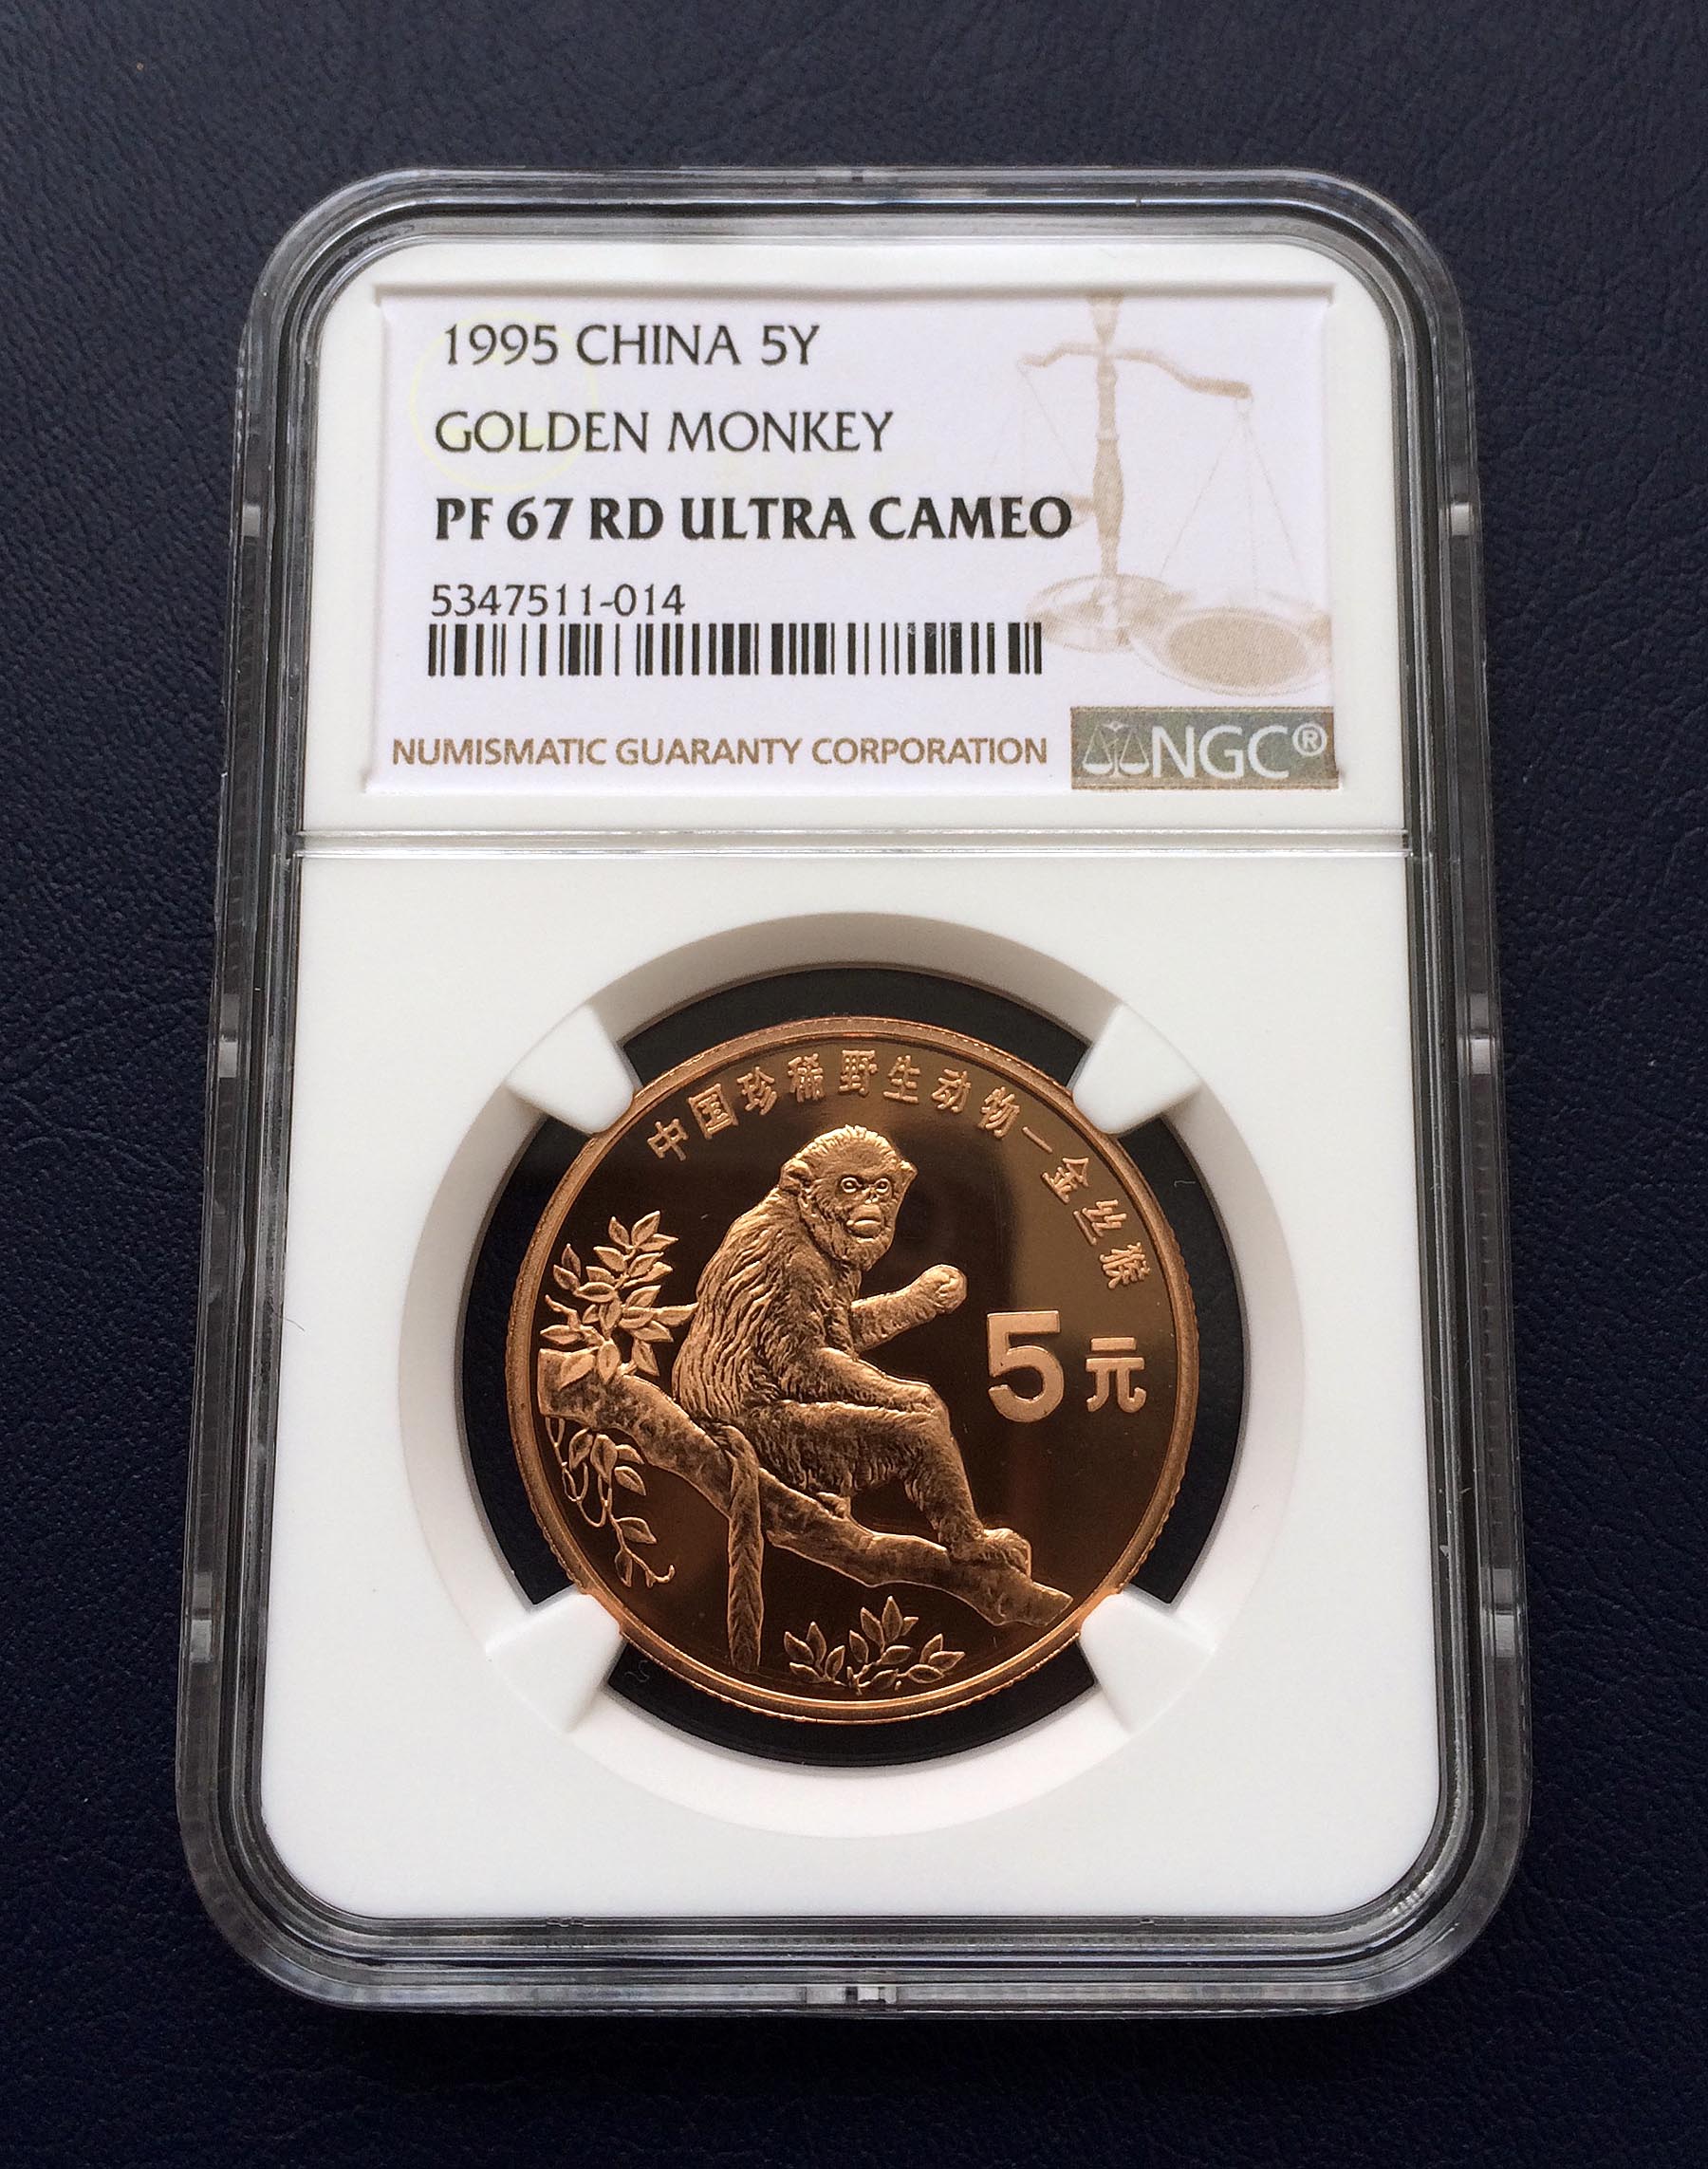 1995 CHINA 5Y
GOLDEN MONKEY
PF 67 RD ULTRA CAMEO
5347511-014
NUMISMATIC GUARANTY CORPORATION
NGC®
中国珍稀野生动物一金丝猴
5元